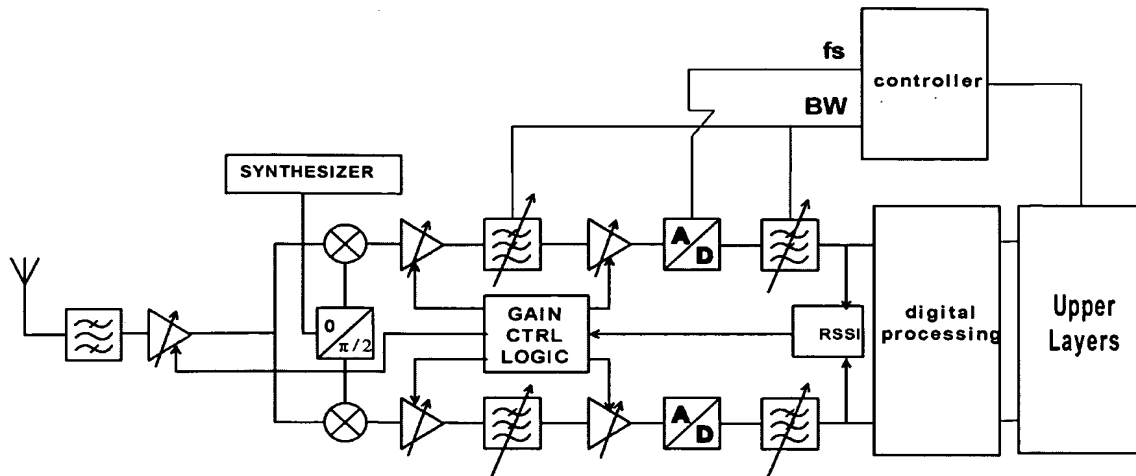 fs
controller
BW
SYNTHESIZER
A
D
0
π/2
GAIN
CTRL
LOGIC
RSSI
digital
processing
Upper
Layers
A
D